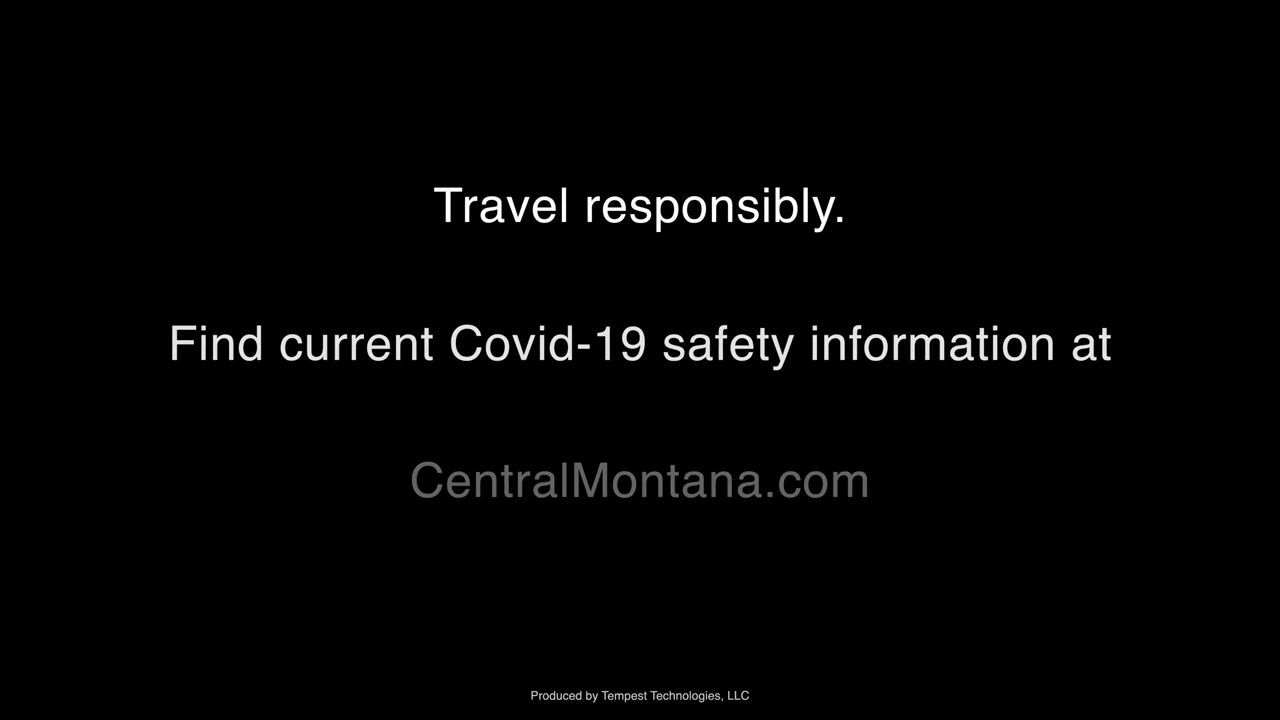 Travel responsibly.
Find current Covid-19 safety information at
CentralMontana.com
Produced by Tempest Technologies, LLC